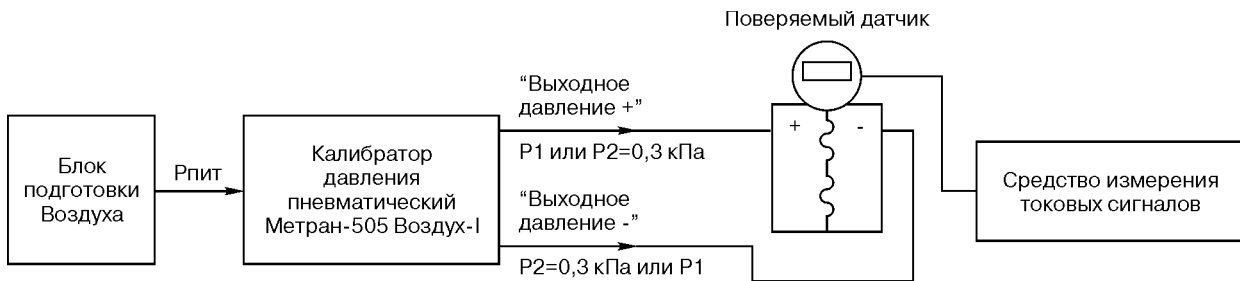 Поверяемый датчик
“Выходное
давление +”
+ -
Блок
подготовки
Воздуха
Рпит
Калибратор
давления
пневматический
Метран-505 Воздух-I
Р1 или Р2=0,3 кПа
“Выходное
давление -”
Р2=0,3 кПа или Р1
Средство измерения
токовых сигналов